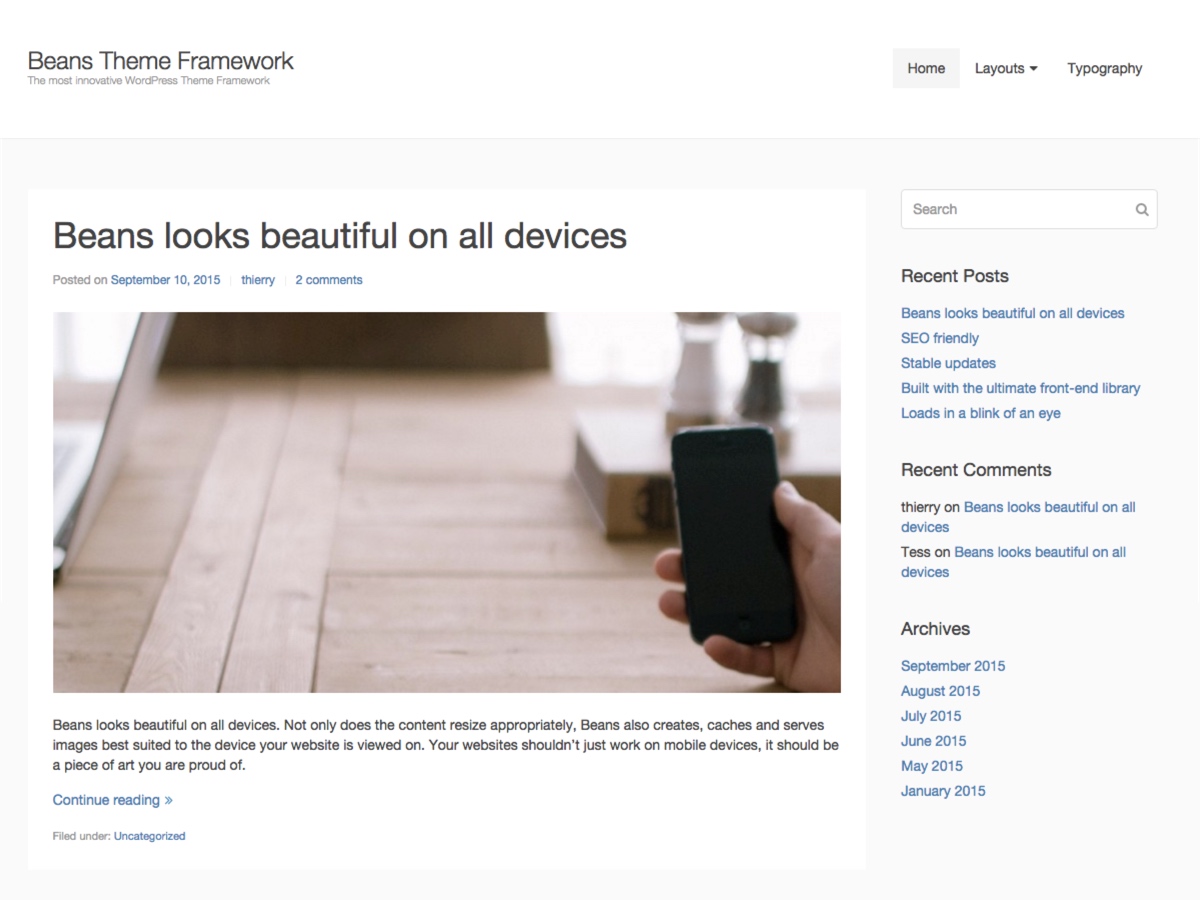 Beans Theme Framework
The most innovative WordPress Theme Framework
Home
Layouts
Typography
Beans looks beautiful on all devices
Posted on September 10, 2015
thierry
2 comments
Beans looks beautiful on all devices. Not only does the content resize appropriately, Beans also creates, caches and serves
images best suited to the device your website is viewed on. Your websites shouldn't just work on mobile devices, it should be
a piece of art you are proud of.
Continue reading »
Filed under: Uncategorized
Search
Recent Posts
Beans looks beautiful on all devices
SEO friendly
Stable updates
Built with the ultimate front-end library
Loads in a blink of an eye
Recent Comments
thierry on Beans looks beautiful on all
devices
Tess on Beans looks beautiful on all
devices
Archives
September 2015
August 2015
July 2015
June 2015
May 2015
January 2015